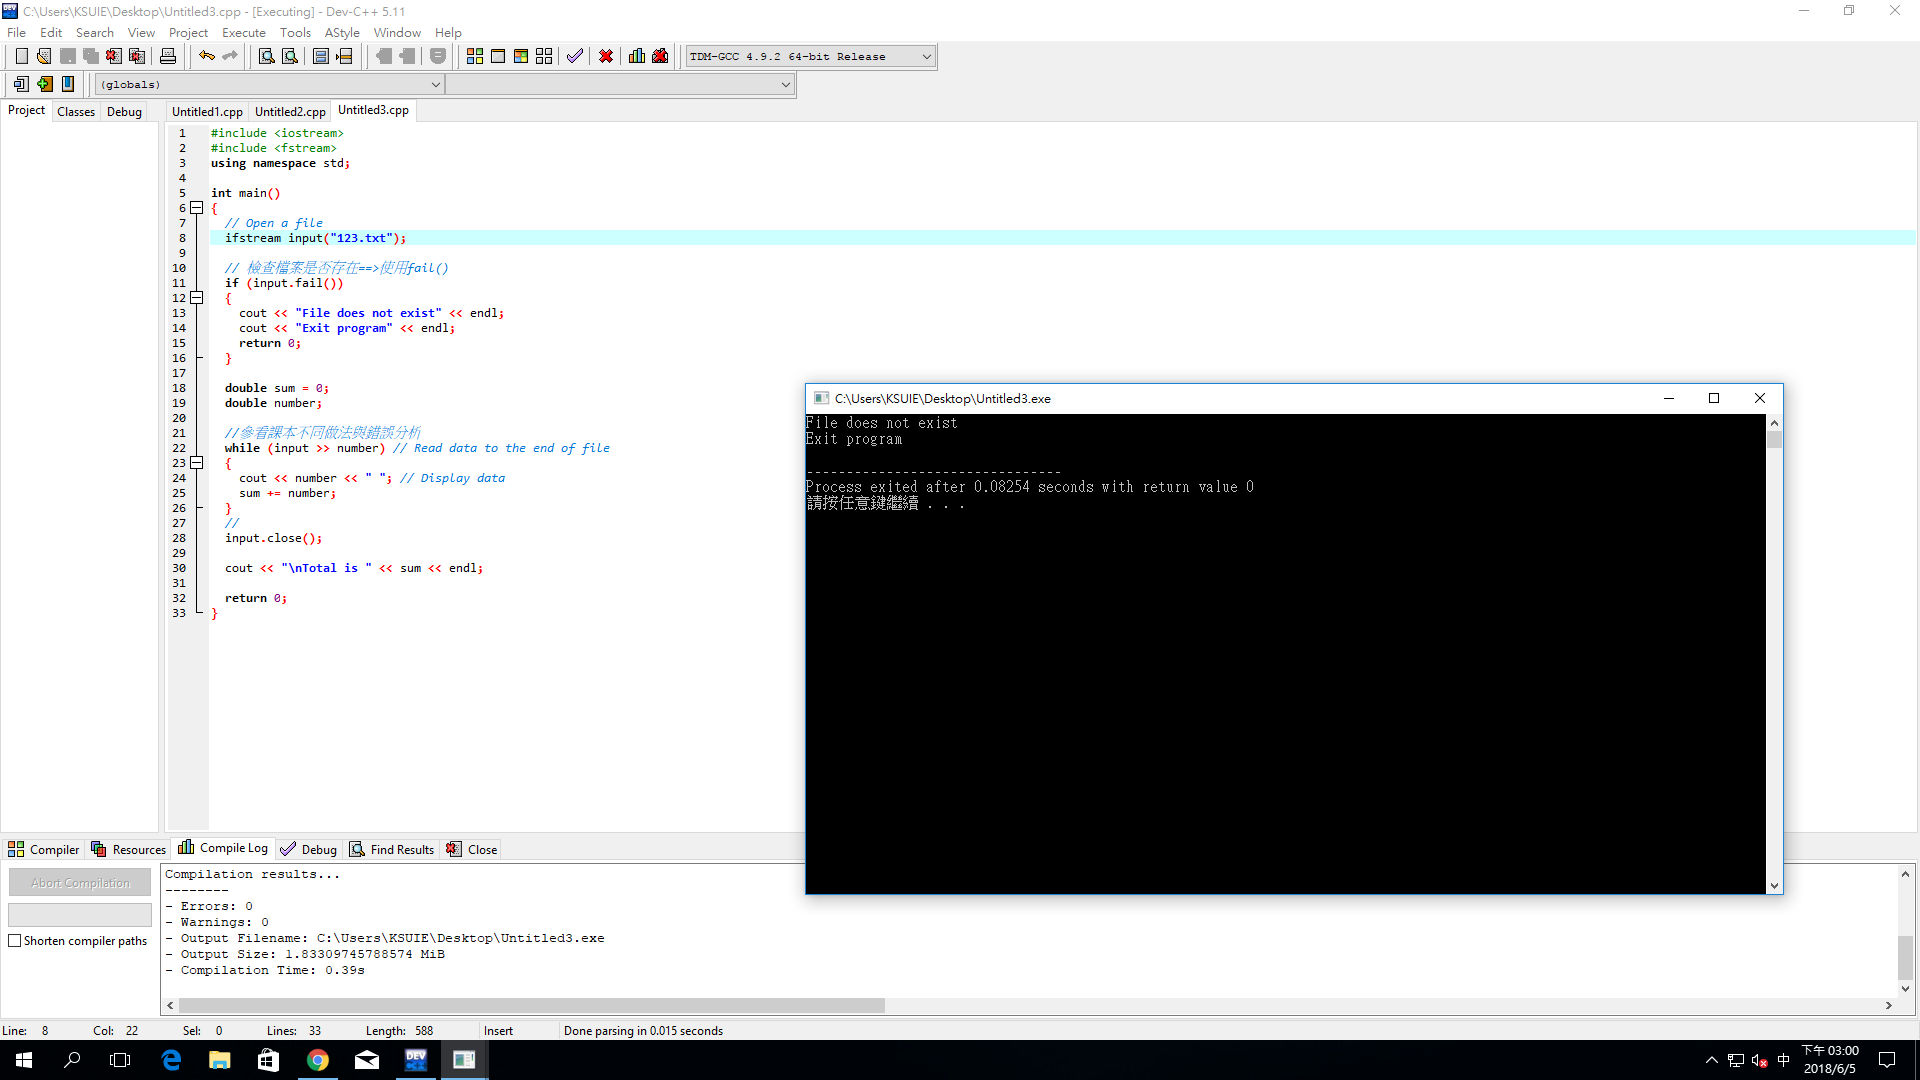 C:\Users\KSUIE\Desktop\Untitled3.cpp - [Executing] - Dev-C++ 5.11
File Edit Search View Project Execute Tools AStyle Window Help
TDM-GCC 4.9.2 64-bit Release
(globals)
Project Classes Debug
Untitled1.cpp Untitled2.cpp Untitled3.cpp
1 #include <iostream>
2 #include <fstream>
3 using namespace std;
4
5 int main()
6 {
7 // Open a file
8 ifstream input("123.txt");
9
10 // 檢查檔案是否存在==>使用fail()
11 if (input.fail())
12 {
13 cout << "File does not exist" << endl;
14 cout << "Exit program" << endl;
15 return 0;
16 }
17
18 double sum = 0;
19 double number;
20
21 //參看課本不同做法與錯誤分析
22 while (input >> number) // Read data to the end of file
23 {
24 cout << number << " "; // Display data
25 sum += number;
26 }
27 //
28 input.close();
29
30 cout << "\nTotal is " << sum << endl;
31
32 return 0;
33 }
C:\Users\KSUIE\Desktop\Untitled3.exe
File does not exist
Exit program
--------------------------------
Process exited after 0.08254 seconds with return value 0
請按任意鍵繼續 . . .
Compiler Resources Compile Log Debug Find Results Close
Abort Compilation
Shorten compiler paths
Compilation results...
--------
- Errors: 0
- Warnings: 0
- Output Filename: C:\Users\KSUIE\Desktop\Untitled3.exe
- Output Size: 1.83309745788574 MiB
- Compilation Time: 0.39s
Line: 8 Col: 22 Sel: 0 Lines: 33 Length: 588 Insert Done parsing in 0.015 seconds
DEV
中
下午 03:00
2018/6/5